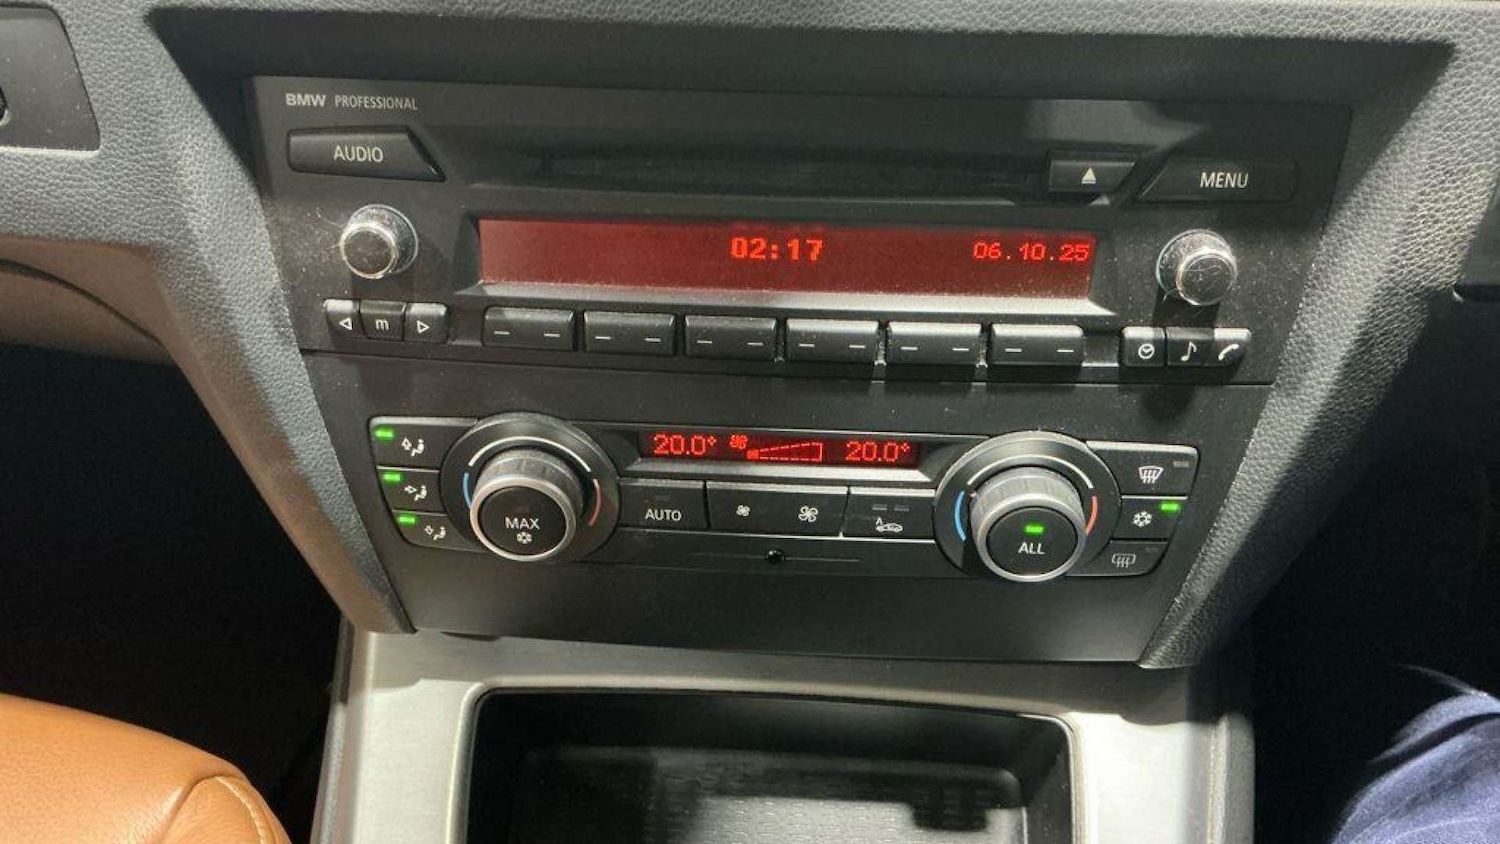 BMW PROFESSIONAL
AUDIO
MENU
02:17 06.10.25
m
20.0° 20.0°
AUTO
MAX
A
ALL